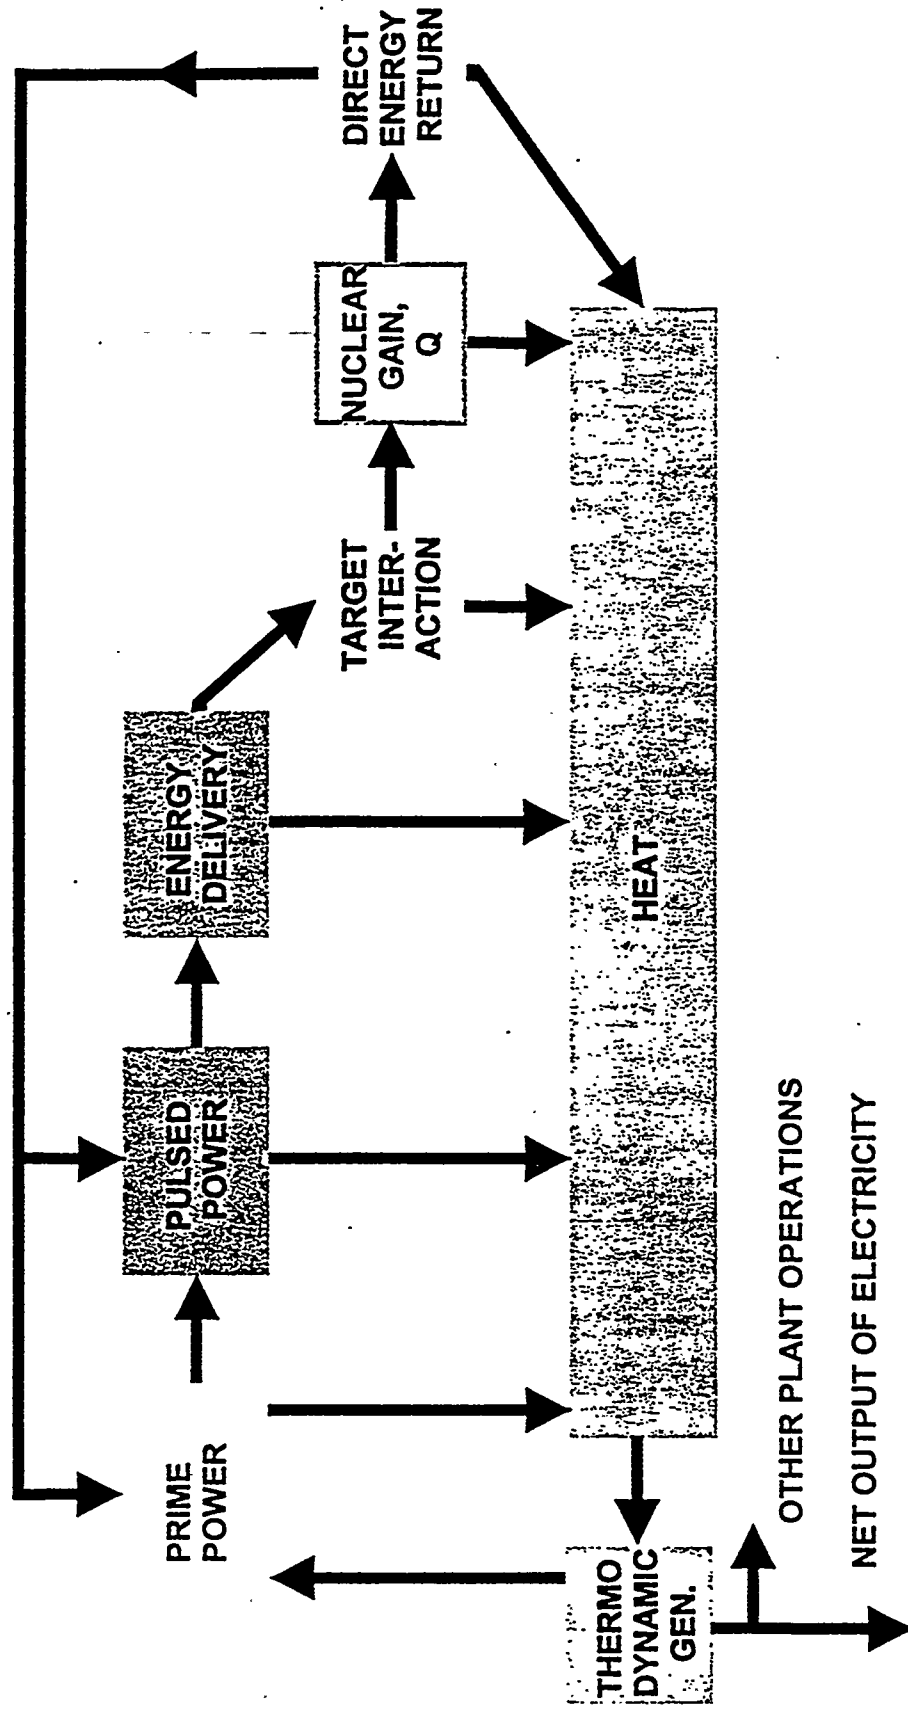 PRIME
POWER
PULSED
POWER
ENERGY
DELIVERY
TARGET
INTER-
ACTION
NUCLEAR
GAIN,
Q
DIRECT
ENERGY
RETURN
HEAT
THERMO
DYNAMIC
GEN.
OTHER PLANT OPERATIONS
NET OUTPUT OF ELECTRICITY